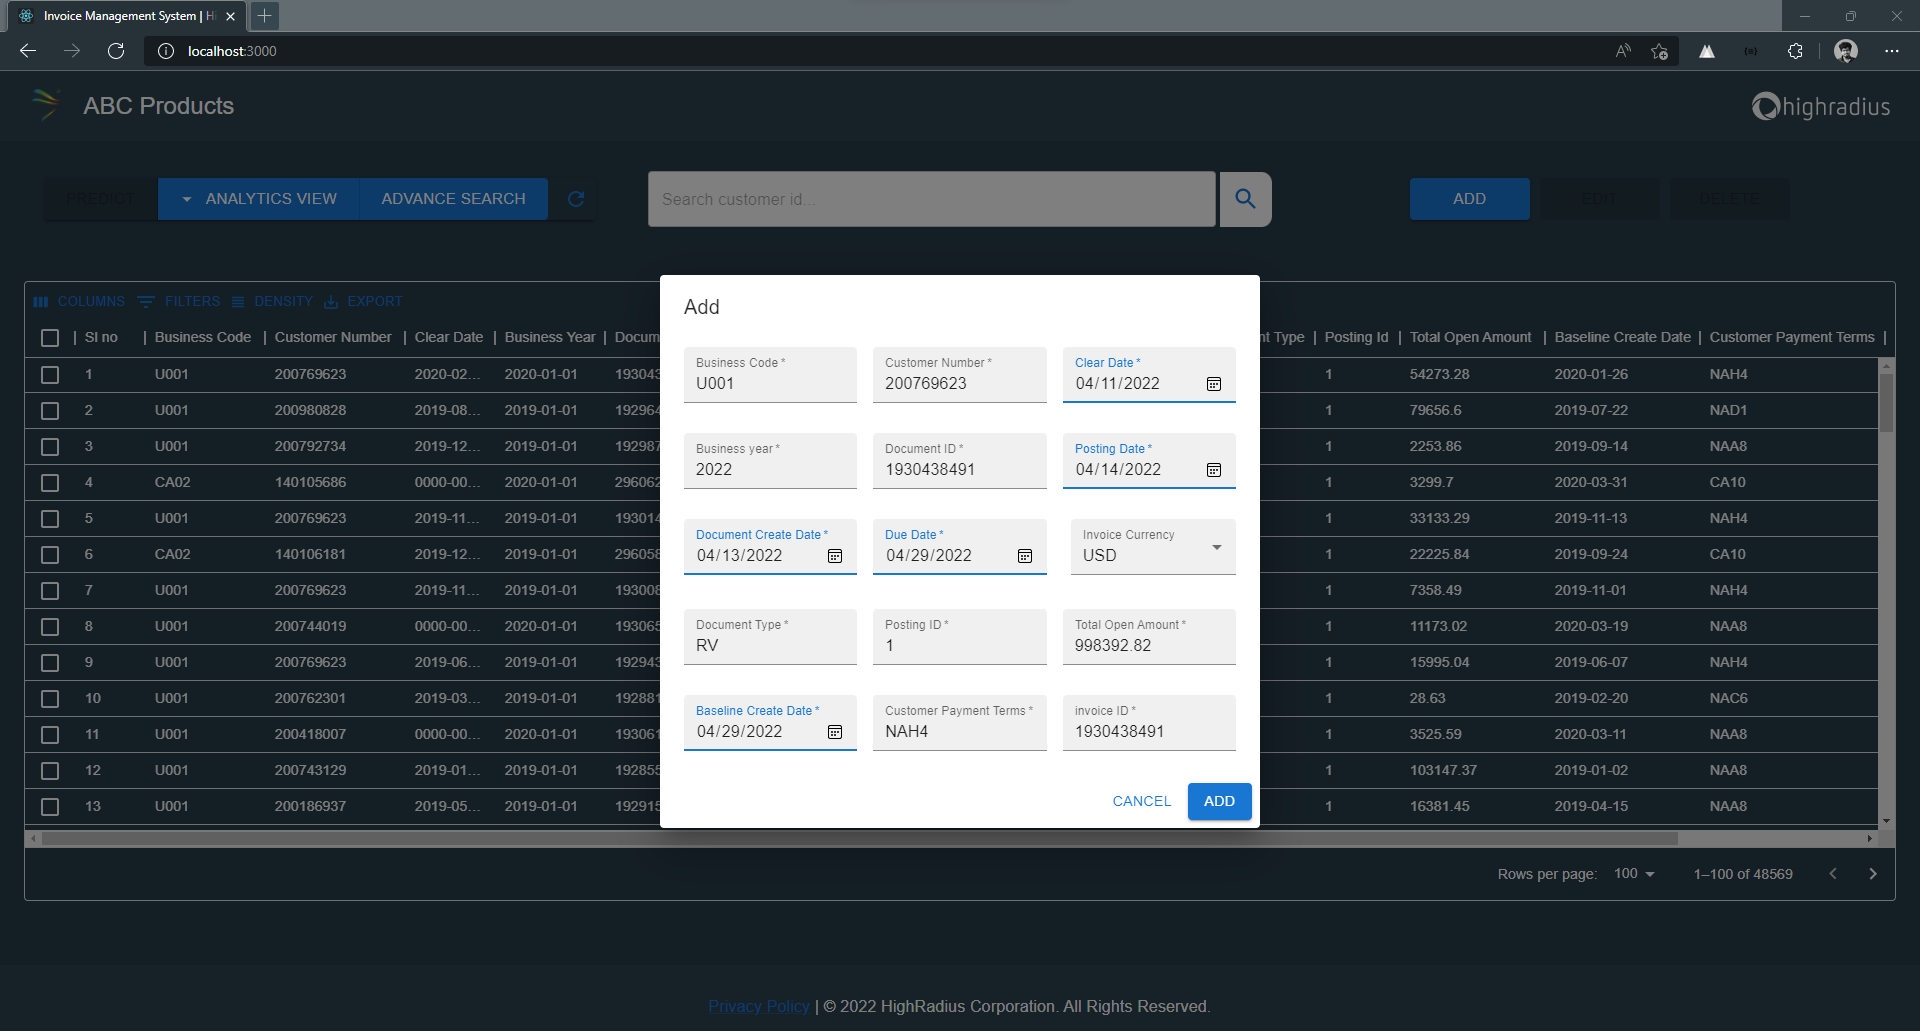 Invoice Management System | Hi
localhost:3000
ABC Products
highradius
PREDICT ANALYTICS VIEW ADVANCE SEARCH
Search customer id...
ADD EDIT DELETE
COLUMNS FILTERS DENSITY EXPORT
Sl no Business Code Customer Number Clear Date Business Year Docum nt Type Posting Id Total Open Amount Baseline Create Date Customer Payment Terms
1 U001 200769623 2020-02... 2020-01-01 193043 1 54273.28 2020-01-26 NAH4
2 U001 200980828 2019-08... 2019-01-01 192964 1 79656.6 2019-07-22 NAD1
3 U001 200792734 2019-12... 2019-01-01 192987 1 2253.86 2019-09-14 NAA8
4 CA02 140105686 0000-00... 2020-01-01 296062 1 3299.7 2020-03-31 CA10
5 U001 200769623 2019-11... 2019-01-01 193014 1 33133.29 2019-11-13 NAH4
6 CA02 140106181 2019-12... 2019-01-01 296058 1 22225.84 2019-09-24 CA10
7 U001 200769623 2019-11... 2019-01-01 193008 1 7358.49 2019-11-01 NAH4
8 U001 200744019 0000-00... 2020-01-01 193065 1 11173.02 2020-03-19 NAA8
9 U001 200769623 2019-06... 2019-01-01 192943 1 15995.04 2019-06-07 NAH4
10 U001 200762301 2019-03... 2019-01-01 192881 1 28.63 2019-02-20 NAC6
11 U001 200418007 0000-00... 2020-01-01 193061 1 3525.59 2020-03-11 NAA8
12 U001 200743129 2019-01... 2019-01-01 192855 1 103147.37 2019-01-02 NAA8
13 U001 200186937 2019-05... 2019-01-01 192915 1 16381.45 2019-04-15 NAA8
Add
Business Code * Customer Number * Clear Date *
U001 200769623 04/11/2022
Business year * Document ID * Posting Date *
2022 1930438491 04/14/2022
Document Create Date * Due Date * Invoice Currency
04/13/2022 04/29/2022 USD
Document Type * Posting ID * Total Open Amount *
RV 1 998392.82
Baseline Create Date * Customer Payment Terms * invoice ID *
04/29/2022 NAH4 1930438491
CANCEL ADD
Rows per page: 100 1–100 of 48569
Privacy Policy | © 2022 HighRadius Corporation. All Rights Reserved.